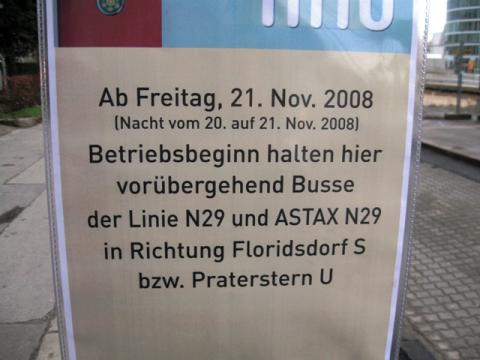 Ab Freitag, 21. Nov. 2008
(Nacht vom 20. auf 21. Nov. 2008)
Betriebsbeginn halten hier
vorübergehend Busse
der Linie N29 und ASTAX N29
in Richtung Floridsdorf S
bzw. Praterstern U